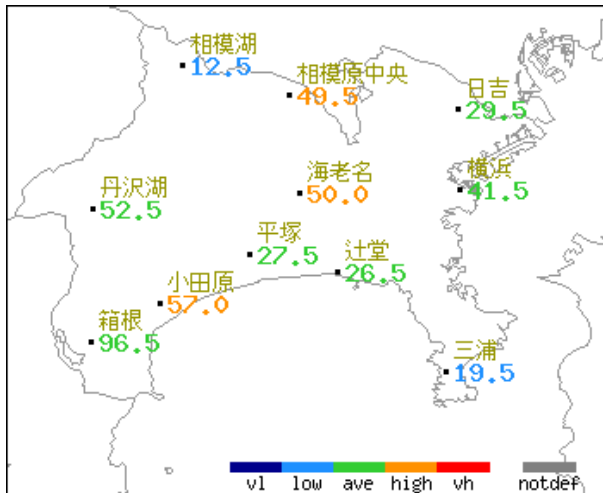 相模湖
12.5
相模原中央
49.5
日吉
29.5
海老名
50.0
横浜
41.5
丹沢湖
52.5
平塚
27.5
辻堂
26.5
小田原
57.0
箱根
96.5
三浦
19.5
vl low ave high vh notdef